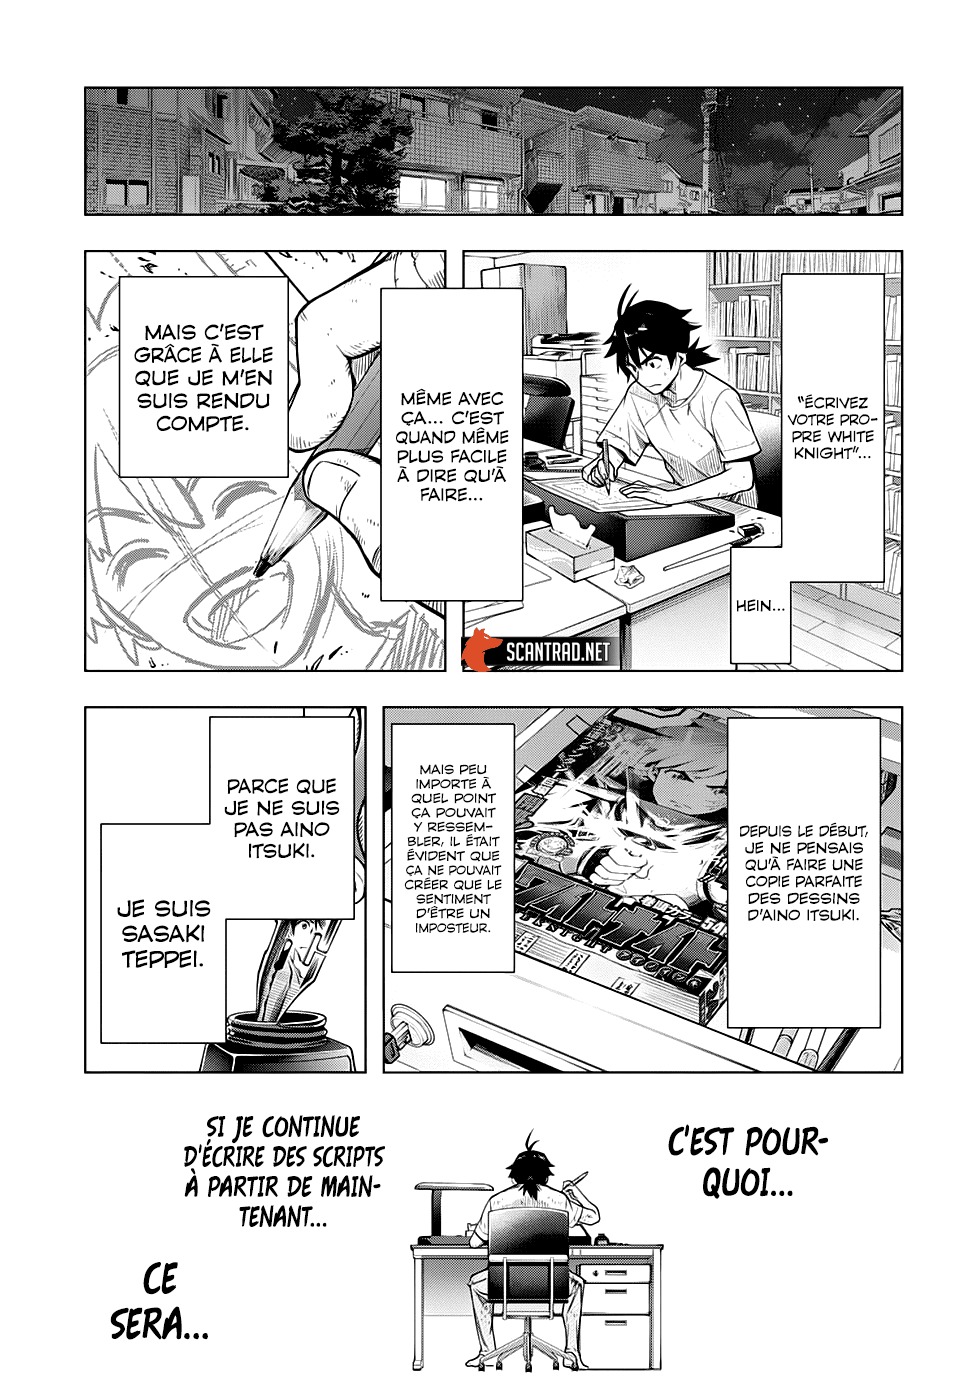 "ÉCRIVEZ
VOTRE PRO-
PRE WHITE
KNIGHT"...
HEIN...
MÊME AVEC
ÇA... C'EST
QUAND MÊME
PLUS FACILE
À DIRE QU'À
FAIRE...
MAIS C'EST
GRÂCE À ELLE
QUE JE M'EN
SUIS RENDU
COMPTE.
SCANTRAD.NET
DEPUIS LE DÉBUT,
JE NE PENSAIS
QU'À FAIRE UNE
COPIE PARFAITE
DES DESSINS
D'AINO ITSUKI.
MAIS PEU
IMPORTE À
QUEL POINT
ÇA POUVAIT
Y RESSEM-
BLER, IL ÉTAIT
ÉVIDENT QUE
ÇA NE POUVAIT
CRÉER QUE LE
SENTIMENT
D'ÊTRE UN
IMPOSTEUR.
PARCE QUE
JE NE SUIS
PAS AINO
ITSUKI.
JE SUIS
SASAKI
TEPPEI.
C'EST POUR-
QUOI...
SI JE CONTINUE
D'ÉCRIRE DES SCRIPTS
À PARTIR DE MAIN-
TENANT...
CE
SERA...